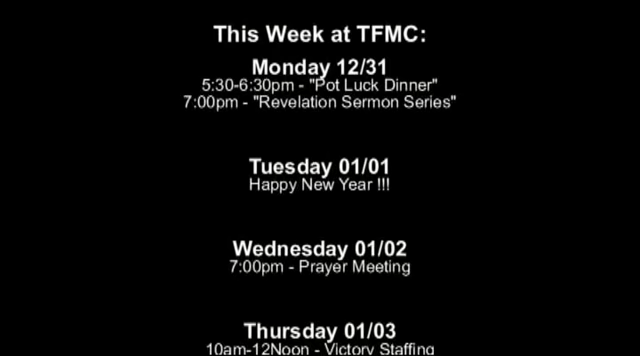 This Week at TFMC:
Monday 12/31
5:30-6:30pm - "Pot Luck Dinner"
7:00pm - "Revelation Sermon Series"
Tuesday 01/01
Happy New Year !!!
Wednesday 01/02
7:00pm - Prayer Meeting
Thursday 01/03
10am-12Noon - Victory Staffing